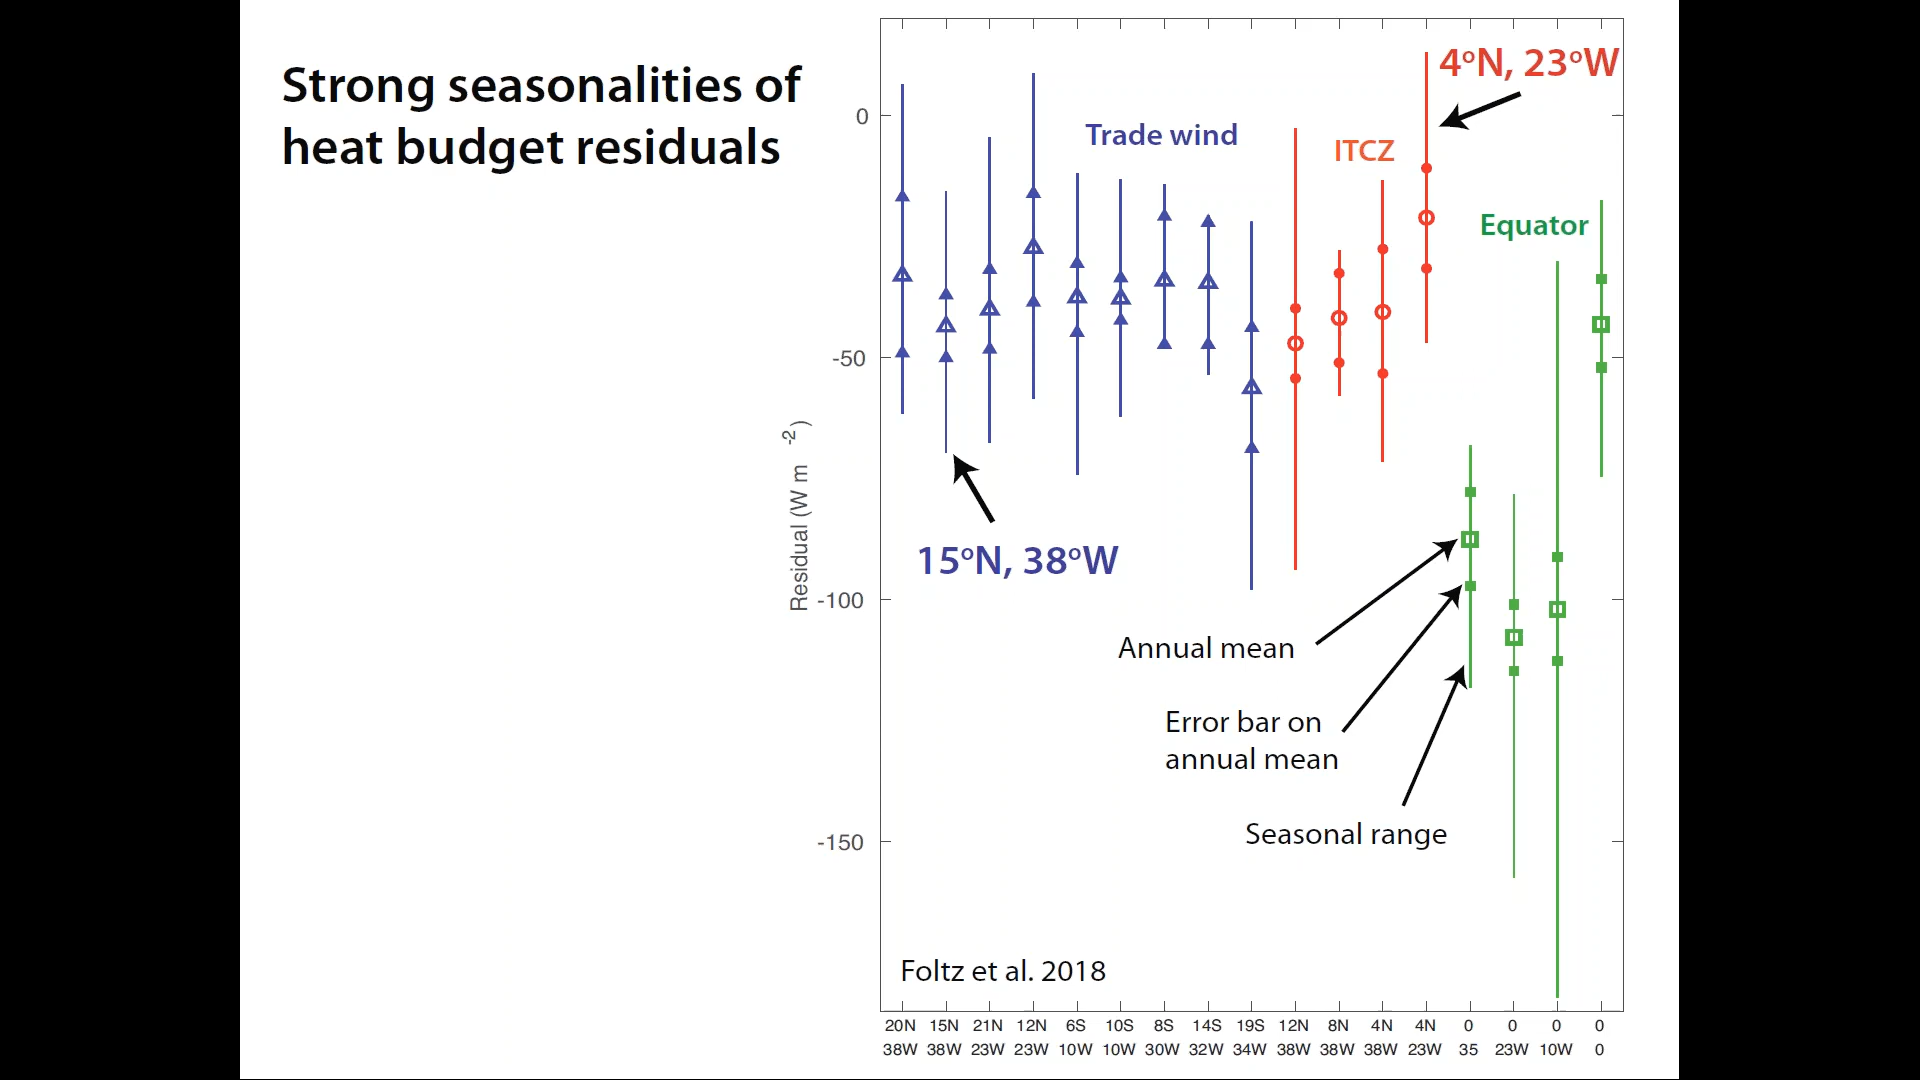 Strong seasonalities of
heat budget residuals
4°N, 23°W
0
Trade wind
ITCZ
Equator
-50
Residual (W m -2)
15°N, 38°W
-100
Annual mean
Error bar on
annual mean
Seasonal range
-150
Foltz et al. 2018
20N 15N 21N 12N 6S 10S 8S 14S 19S 12N 8N 4N 4N 0 0 0 0
38W 38W 23W 23W 10W 10W 30W 32W 34W 38W 38W 38W 23W 35 23W 10W 0